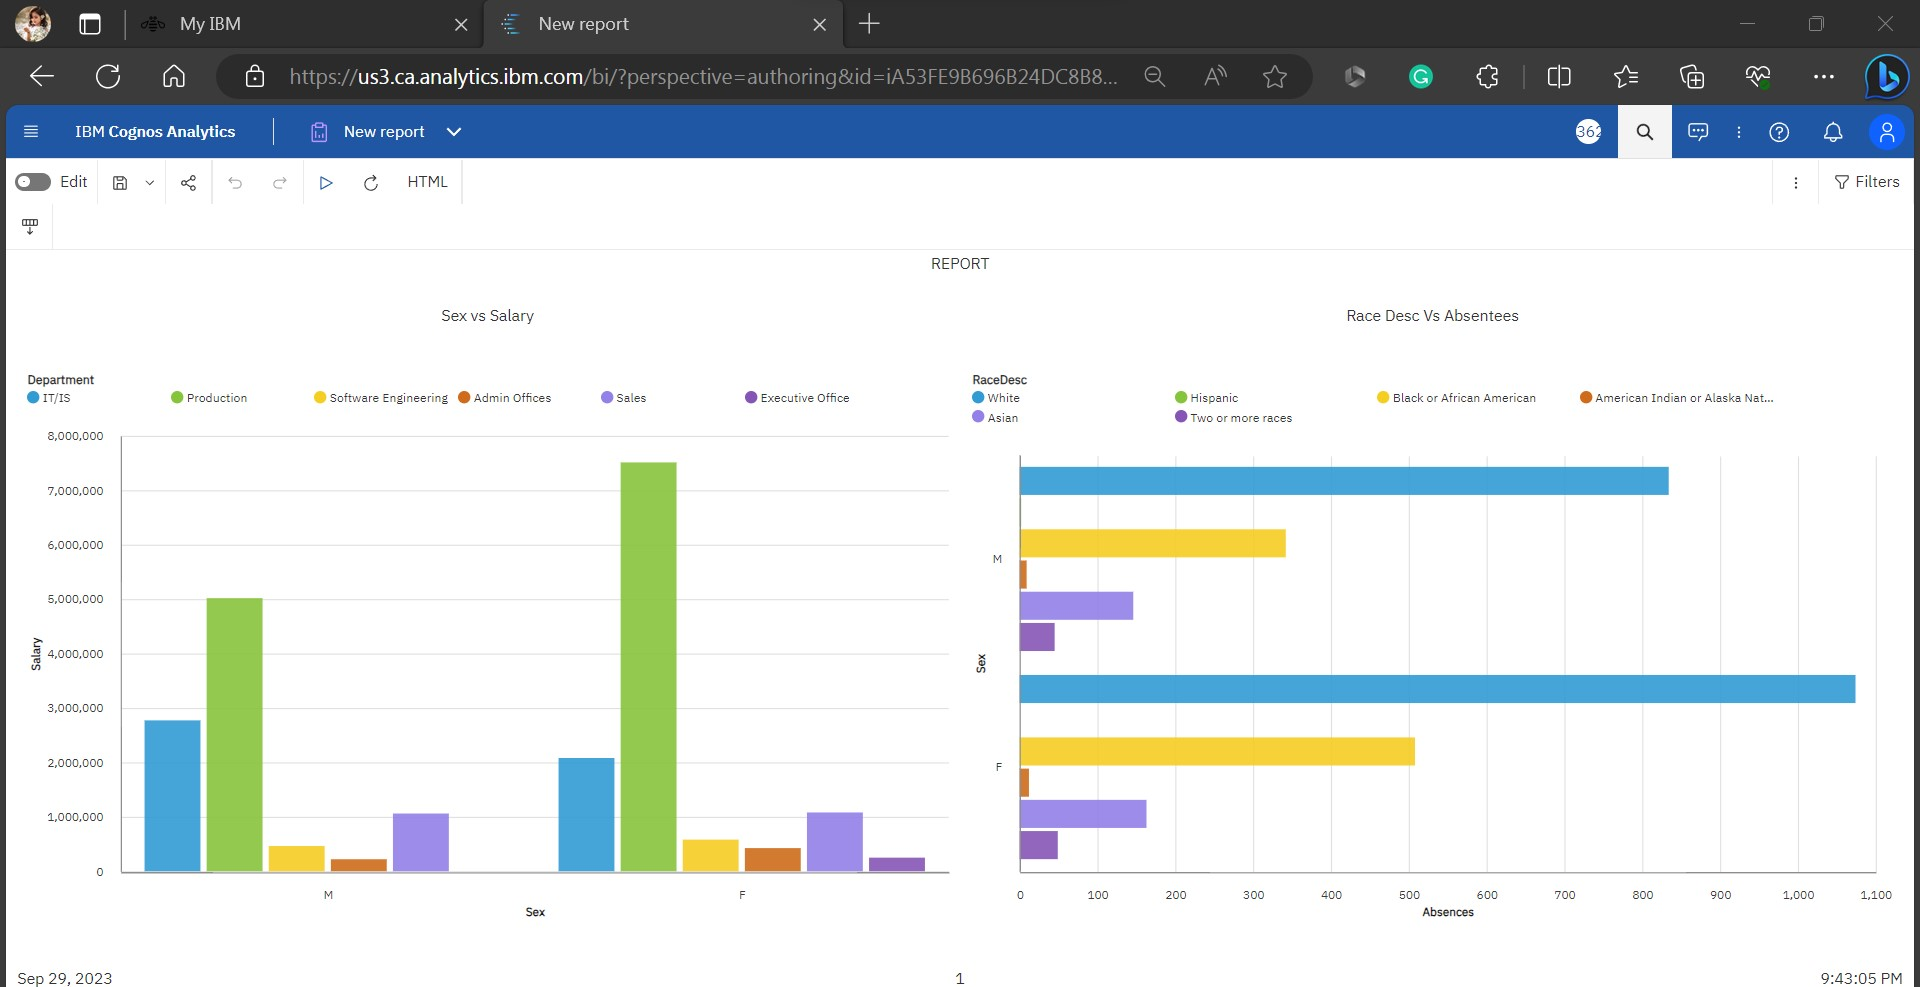 My IBM
New report
https://us3.ca.analytics.ibm.com/bi/?perspective=authoring&id=iA53FE9B696B24DC8B8...
IBM Cognos Analytics
New report
362
Edit
HTML
Filters
REPORT
Sex vs Salary
Department
IT/IS Production Software Engineering Admin Offices Sales Executive Office
8,000,000
7,000,000
6,000,000
5,000,000
4,000,000
3,000,000
2,000,000
1,000,000
0
Salary
M F
Sex
Race Desc Vs Absentees
RaceDesc
White Hispanic Black or African American American Indian or Alaska Nat...
Asian Two or more races
M
F
Sex
0 100 200 300 400 500 600 700 800 900 1,000 1,100
Absences
Sep 29, 2023 1 9:43:05 PM